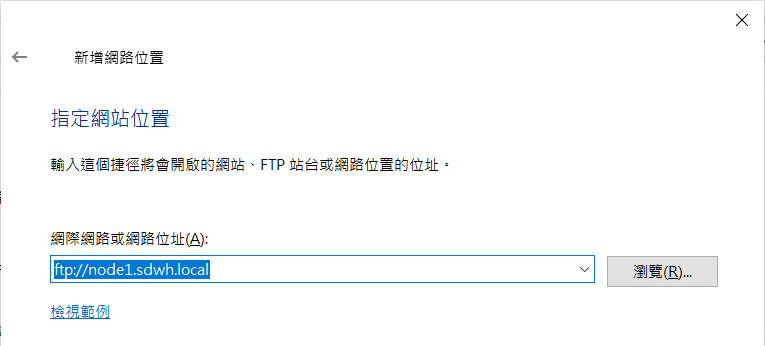 新增網路位置
指定網站位置
輸入這個捷徑將會開啟的網站、FTP 站台或網路位置的位址。
網際網路或網路位址(A):
ftp://node1.sdwh.local
瀏覽(R)...
檢視範例